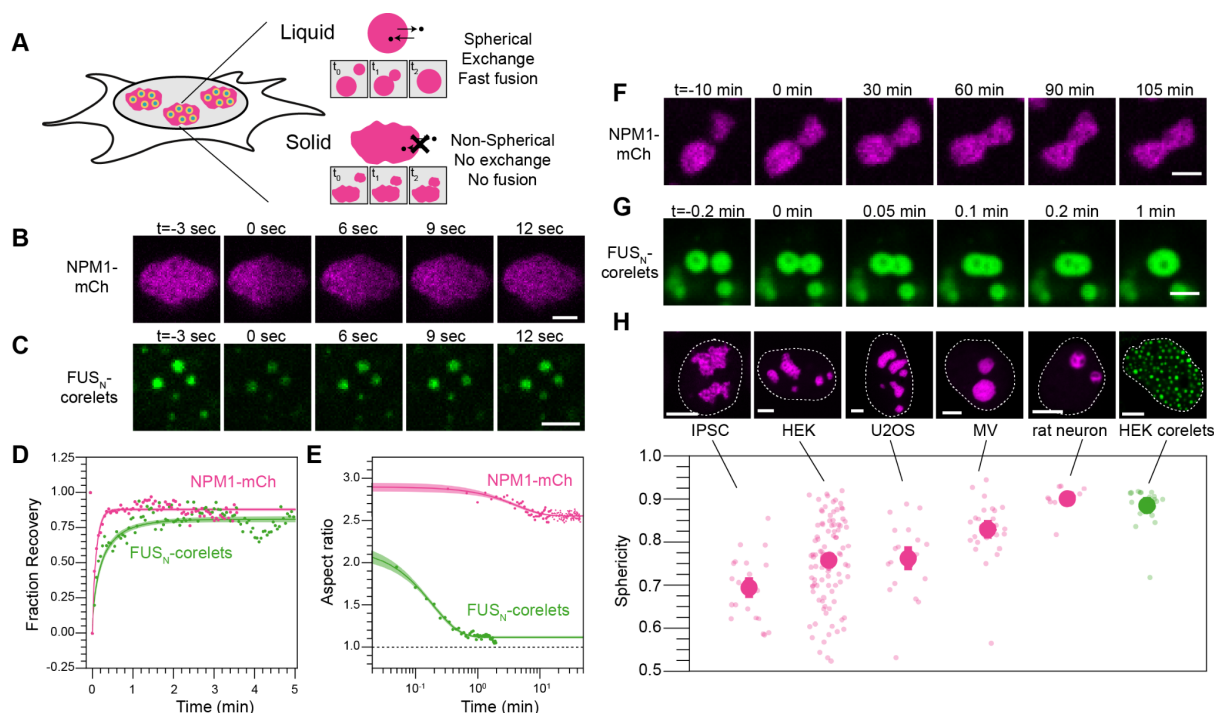 A
Liquid
Spherical
Exchange
Fast fusion
t0
t1
t2
Solid
Non-Spherical
No exchange
No fusion
t0
t1
t2
B
t=-3 sec
0 sec
6 sec
9 sec
12 sec
NPM1-
mCh
C
t=-3 sec
0 sec
6 sec
9 sec
12 sec
FUSN-
corelets
D
1.25
1.00
0.75
0.50
0.25
0.00
-0.25
Fraction Recovery
NPM1-mCh
FUSN-corelets
0
1
2
3
4
5
Time (min)
E
3.0
2.5
2.0
1.5
1.0
Aspect ratio
NPM1-mCh
FUSN-corelets
10-1
100
101
Time (min)
F
t=-10 min
0 min
30 min
60 min
90 min
105 min
NPM1-
mCh
G
t=-0.2 min
0 min
0.05 min
0.1 min
0.2 min
1 min
FUSN-
corelets
H
IPSC
HEK
U2OS
MV
rat neuron
HEK corelets
1.0
0.9
0.8
0.7
0.6
0.5
Sphericity